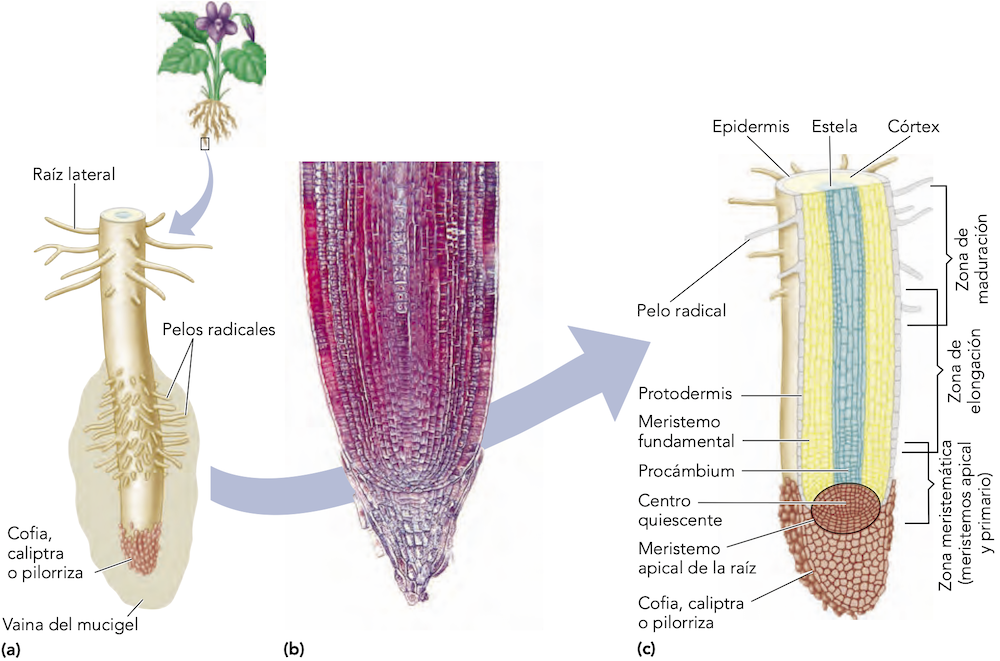 Raíz lateral
Pelos radicales
Cofia,
caliptra
o pilorriza
Vaina del mucigel
(a)
(b)
Epidermis
Estela
Córtex
Pelo radical
Protodermis
Meristemo
fundamental
Procámbium
Centro
quiescente
Meristemo
apical de la raíz
Cofia, caliptra
o pilorriza
Zona de
maduración
Zona de
elongación
Zona meristemática
(meristemos apical
y primario)
(c)